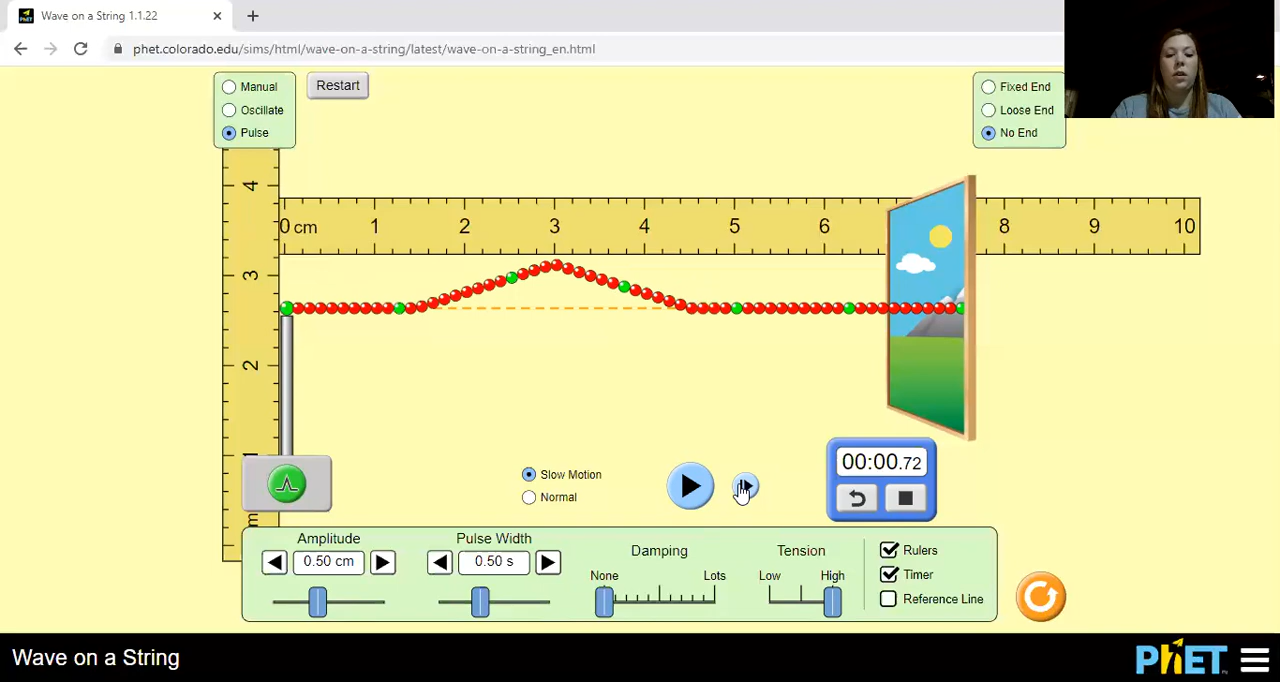 Wave on a String 1.1.22
phet.colorado.edu/sims/html/wave-on-a-string/latest/wave-on-a-string_en.html
Manual
Oscillate
Pulse
Restart
Fixed End
Loose End
No End
4
3
2
1
0 cm 1 2 3 4 5 6 8 9 10
00:00.72
Slow Motion
Normal
Amplitude
0.50 cm
Pulse Width
0.50 s
Damping
None Lots
Tension
Low High
Rulers
Timer
Reference Line
Wave on a String
PhET